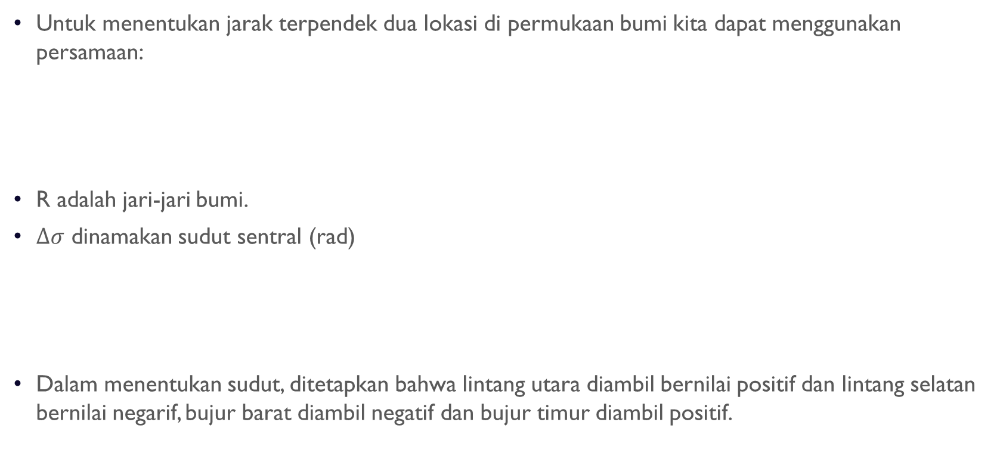 • Untuk menentukan jarak terpendek dua lokasi di permukaan bumi kita dapat menggunakan
persamaan:
• R adalah jari-jari bumi.
• Δσ dinamakan sudut sentral (rad)
• Dalam menentukan sudut, ditetapkan bahwa lintang utara diambil bernilai positif dan lintang selatan
bernilai negarif, bujur barat diambil negatif dan bujur timur diambil positif.